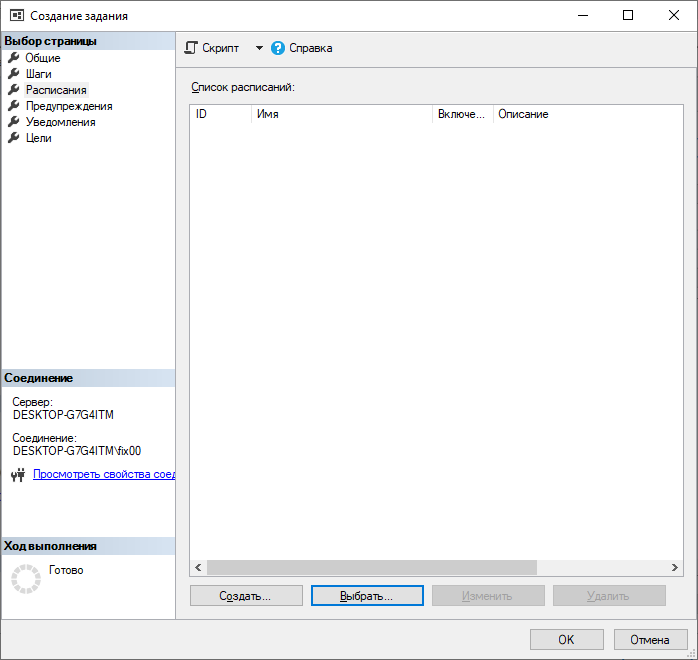 Создание задания
Выбор страницы
Общие
Шаги
Расписания
Предупреждения
Уведомления
Цели
Скрипт
Справка
Список расписаний:
ID Имя Включе... Описание
Соединение
Сервер:
DESKTOP-G7G4ITM
Соединение:
DESKTOP-G7G4ITM\fix00
Просмотреть свойства соед
Ход выполнения
Готово
Создать... Выбрать... Изменить Удалить
OK Отмена